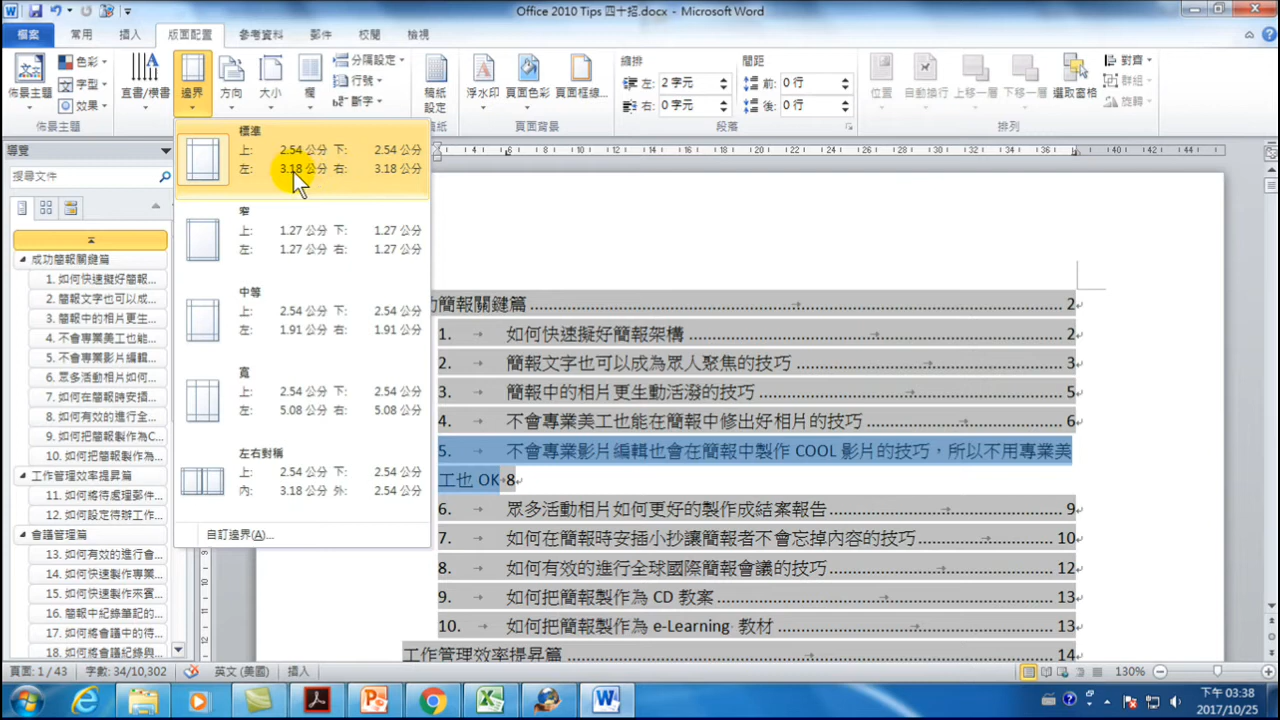 Office 2010 Tips 四十招.docx - Microsoft Word
檔案 常用 插入 版面配置 參考資料 郵件 校閱 檢視
佈景主題 色彩 字型 效果 直書/橫書 邊界 方向 大小 欄 分隔設定 行號 斷字 稿紙設定 浮水印 頁面色彩 頁面框線 縮排 左: 2 字元 右: 0 字元 間距 前: 0 行 後: 0 行 位置 自動換行 上移一層 下移一層 選取窗格 對齊 群組 旋轉
佈景主題 稿紙 頁面背景 段落 排列
導覽
搜尋文件
成功簡報關鍵篇
1. 如何快速擬好簡報...
2. 簡報文字也可以成...
3. 簡報中的相片更生...
4. 不會專業美工也能...
5. 不會專業影片編輯...
6. 眾多活動相片如何...
7. 如何在簡報時安插...
8. 如何有效的進行全...
9. 如何把簡報製作為C...
10. 如何把簡報製作為...
工作管理效率提昇篇
11. 如何將待處理郵件...
12. 如何設定待辦工作...
會議管理篇
13. 如何有效的進行會...
14. 如何快速製作專業...
15. 如何快速製作來賓...
16. 簡報中紀錄筆記的...
17. 如何將會議中的待...
18. 如何將會議紀錄與...
標準
上: 2.54 公分 下: 2.54 公分
左: 3.18 公分 右: 3.18 公分
窄
上: 1.27 公分 下: 1.27 公分
左: 1.27 公分 右: 1.27 公分
中等
上: 2.54 公分 下: 2.54 公分
左: 1.91 公分 右: 1.91 公分
寬
上: 2.54 公分 下: 2.54 公分
左: 5.08 公分 右: 5.08 公分
左右對稱
上: 2.54 公分 下: 2.54 公分
內: 3.18 公分 外: 2.54 公分
自訂邊界(A)...
4 2 2 4 6 8 10 12 14 16 18 20 22 24 26 28 30 32 34 36 38 40 42 44
功簡報關鍵篇 2
1. 如何快速擬好簡報架構 2
2. 簡報文字也可以成為眾人聚焦的技巧 3
3. 簡報中的相片更生動活潑的技巧 5
4. 不會專業美工也能在簡報中修出好相片的技巧 6
5. 不會專業影片編輯也會在簡報中製作 COOL 影片的技巧，所以不用專業美
工也 OK 8
6. 眾多活動相片如何更好的製作成結案報告 9
7. 如何在簡報時安插小抄讓簡報者不會忘掉內容的技巧 10
8. 如何有效的進行全球國際簡報會議的技巧 12
9. 如何把簡報製作為 CD 教案 13
10. 如何把簡報製作為 e-Learning 教材 13
工作管理效率提昇篇 14
頁面: 1 / 43 字數: 34/10,302 英文 (美國) 插入 130%
下午 03:38
2017/10/25